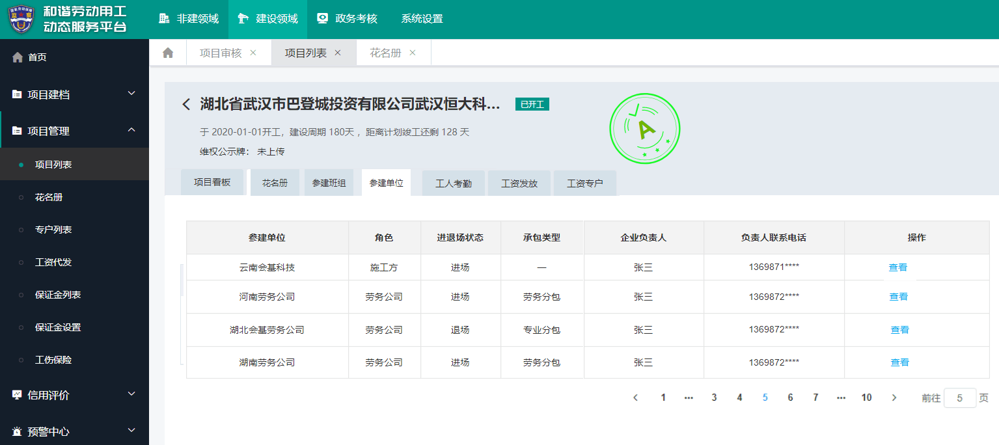 和谐劳动用工
动态服务平台
非建领域
建设领域
政务考核
系统设置
首页
项目建档
项目管理
项目列表
花名册
专户列表
工资代发
保证金列表
保证金设置
工伤保险
信用评价
预警中心
项目审核 ×
项目列表 ×
花名册 ×
湖北省武汉市巴登城投资有限公司武汉恒大科...
已开工
于 2020-01-01开工，建设周期 180天 ，距离计划竣工还剩 128 天
维权公示牌： 未上传
A
项目看板 花名册 参建班组 参建单位 工人考勤 工资发放 工资专户
参建单位 角色 进退场状态 承包类型 企业负责人 负责人联系电话 操作
云南会基科技 施工方 进场 — 张三 1369871**** 查看
河南劳务公司 劳务公司 进场 劳务分包 张三 1369872**** 查看
湖北会基劳务公司 劳务公司 退场 专业分包 张三 1369872**** 查看
湖南劳务公司 劳务公司 进场 劳务分包 张三 1369872**** 查看
< 1 ··· 3 4 5 6 7 ··· 10 > 前往 5 页